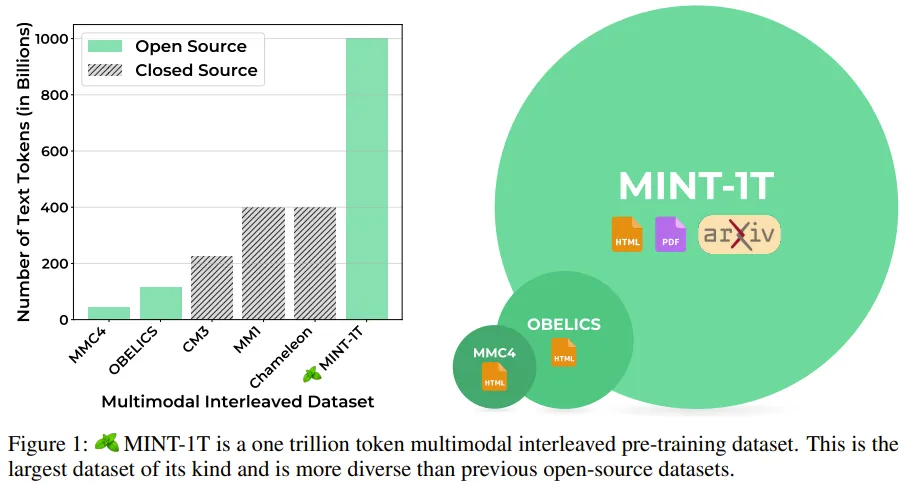 Number of Text Tokens (in Billions)
1000
800
600
400
200
0
Open Source
Closed Source
MMC4
OBELICS
CM3
MM1
Chameleon
MINT-1T
Multimodal Interleaved Dataset
MINT-1T
HTML
PDF
arXiv
OBELICS
HTML
MMC4
HTML
Figure 1: 🌿 MINT-1T is a one trillion token multimodal interleaved pre-training dataset. This is the
largest dataset of its kind and is more diverse than previous open-source datasets.